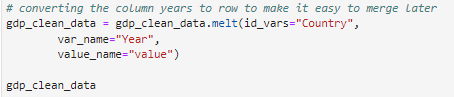 # converting the column years to row to make it easy to merge later
gdp_clean_data = gdp_clean_data.melt(id_vars="Country",
        var_name="Year",
        value_name="value")

gdp_clean_data